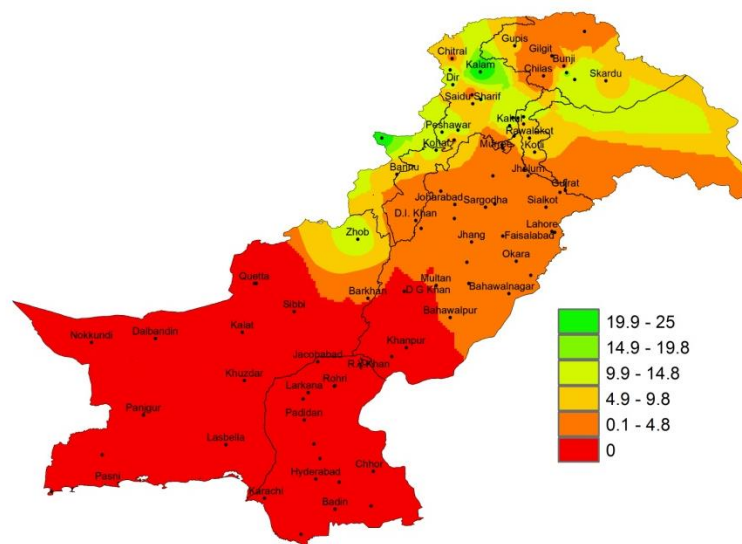 Gupis
Chitral
Gilgit
Bunji
Kalam
Chilas
Skardu
Dir
Saidu Sharif
Peshawar
Rawalakot
Kohat
Kotli
Bannu
Jhelum
Gujrat
Joharabad
Sargodha
Sialkot
D.I. Khan
Zhob
Lahore
Jhang
Faisalabad
Okara
Quetta
Multan
Barkhan
D.G Khan
Bahawalnagar
Sibbi
Bahawalpur
19.9 - 25
Nokkundi
Dalbandin
Kalat
14.9 - 19.8
Khanpur
9.9 - 14.8
Jacobabad
Khuzdar
Rohri
4.9 - 9.8
Larkana
Panjgur
Padidan
0.1 - 4.8
Lasbella
0
Pasni
Hyderabad
Chhor
Karachi
Badin